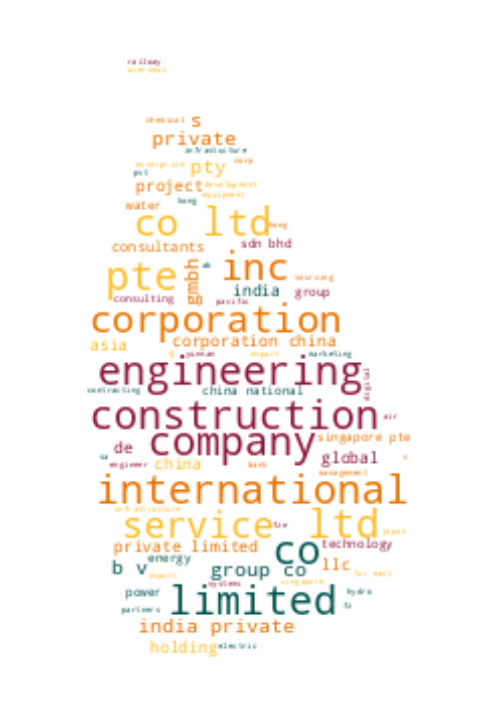 railway
overseas
chemical s
private
infrastucture
enterprise pty corp
pvt
project development
equipment
water hong
co ltd hong
consultants sdn bhd
pte gmbh ab inc sourcing
india group
consulting pacific
corporation
asia corporation china
g yunnan export marketing
engineering digital
contracting china national
construction air
company singapore pte
de global
sa china c
engineer bank
management
international
infrastructure
service fze ltd japan
private limited co technology
energy llc
b v group co far east
import
systems singapore
power limited hydro
partners
india private
holding electric